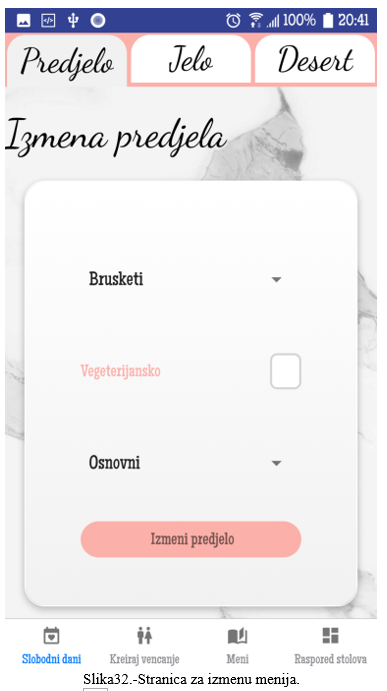 100% 20:41
Predjelo Jelo Desert
Izmena predjela
Brusketi
Vegeterijansko
Osnovni
Izmeni predjelo
Slobodni dani Kreiraj vencanje Meni Raspored stolova
Slika32.-Stranica za izmenu menija.